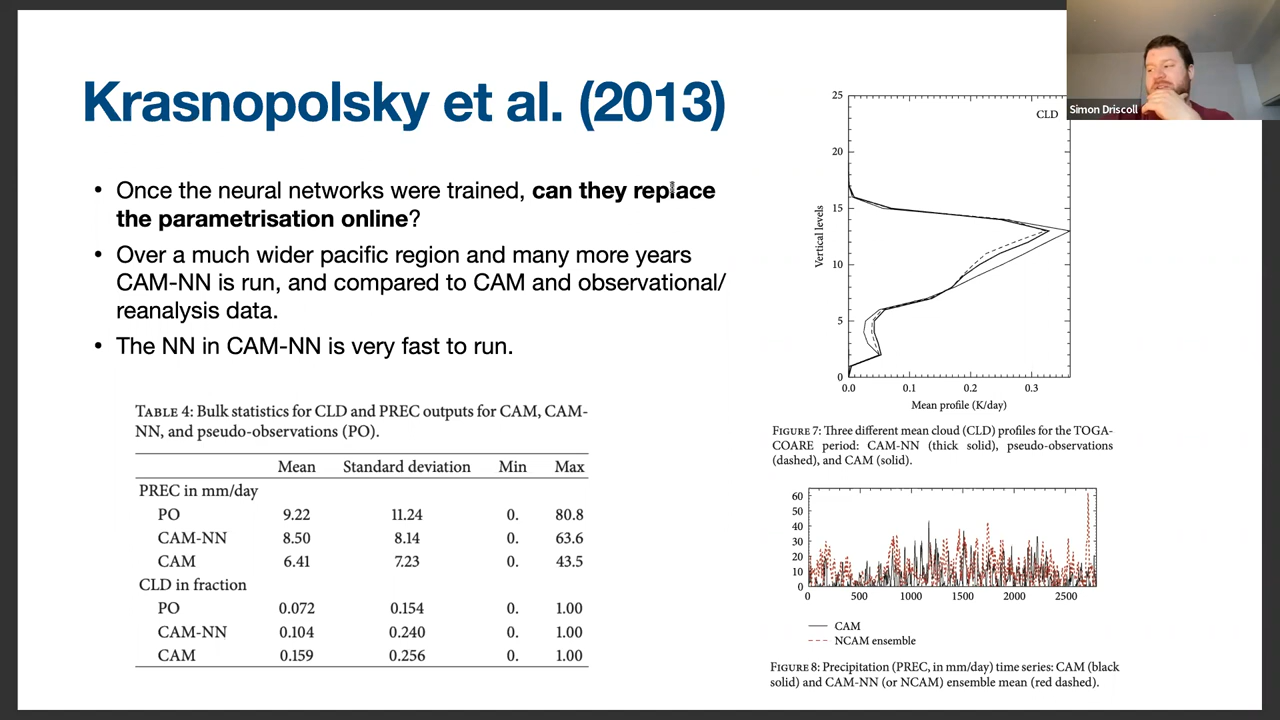 Krasnopolsky et al. (2013)
• Once the neural networks were trained, can they replace
the parametrisation online?
• Over a much wider pacific region and many more years
CAM-NN is run, and compared to CAM and observational/
reanalysis data.
• The NN in CAM-NN is very fast to run.
TABLE 4: Bulk statistics for CLD and PREC outputs for CAM, CAM-
NN, and pseudo-observations (PO).
Mean Standard deviation Min Max
PREC in mm/day
PO 9.22 11.24 0. 80.8
CAM-NN 8.50 8.14 0. 63.6
CAM 6.41 7.23 0. 43.5
CLD in fraction
PO 0.072 0.154 0. 1.00
CAM-NN 0.104 0.240 0. 1.00
CAM 0.159 0.256 0. 1.00
Simon Driscoll
CLD
25
20
15
10
5
0
Vertical levels
0.0 0.1 0.2 0.3
Mean profile (K/day)
FIGURE 7: Three different mean cloud (CLD) profiles for the TOGA-
COARE period: CAM-NN (thick solid), pseudo-observations
(dashed), and CAM (solid).
60
50
40
30
20
10
0
0 500 1000 1500 2000 2500
CAM
NCAM ensemble
FIGURE 8: Precipitation (PREC, in mm/day) time series: CAM (black
solid) and CAM-NN (or NCAM) ensemble mean (red dashed).